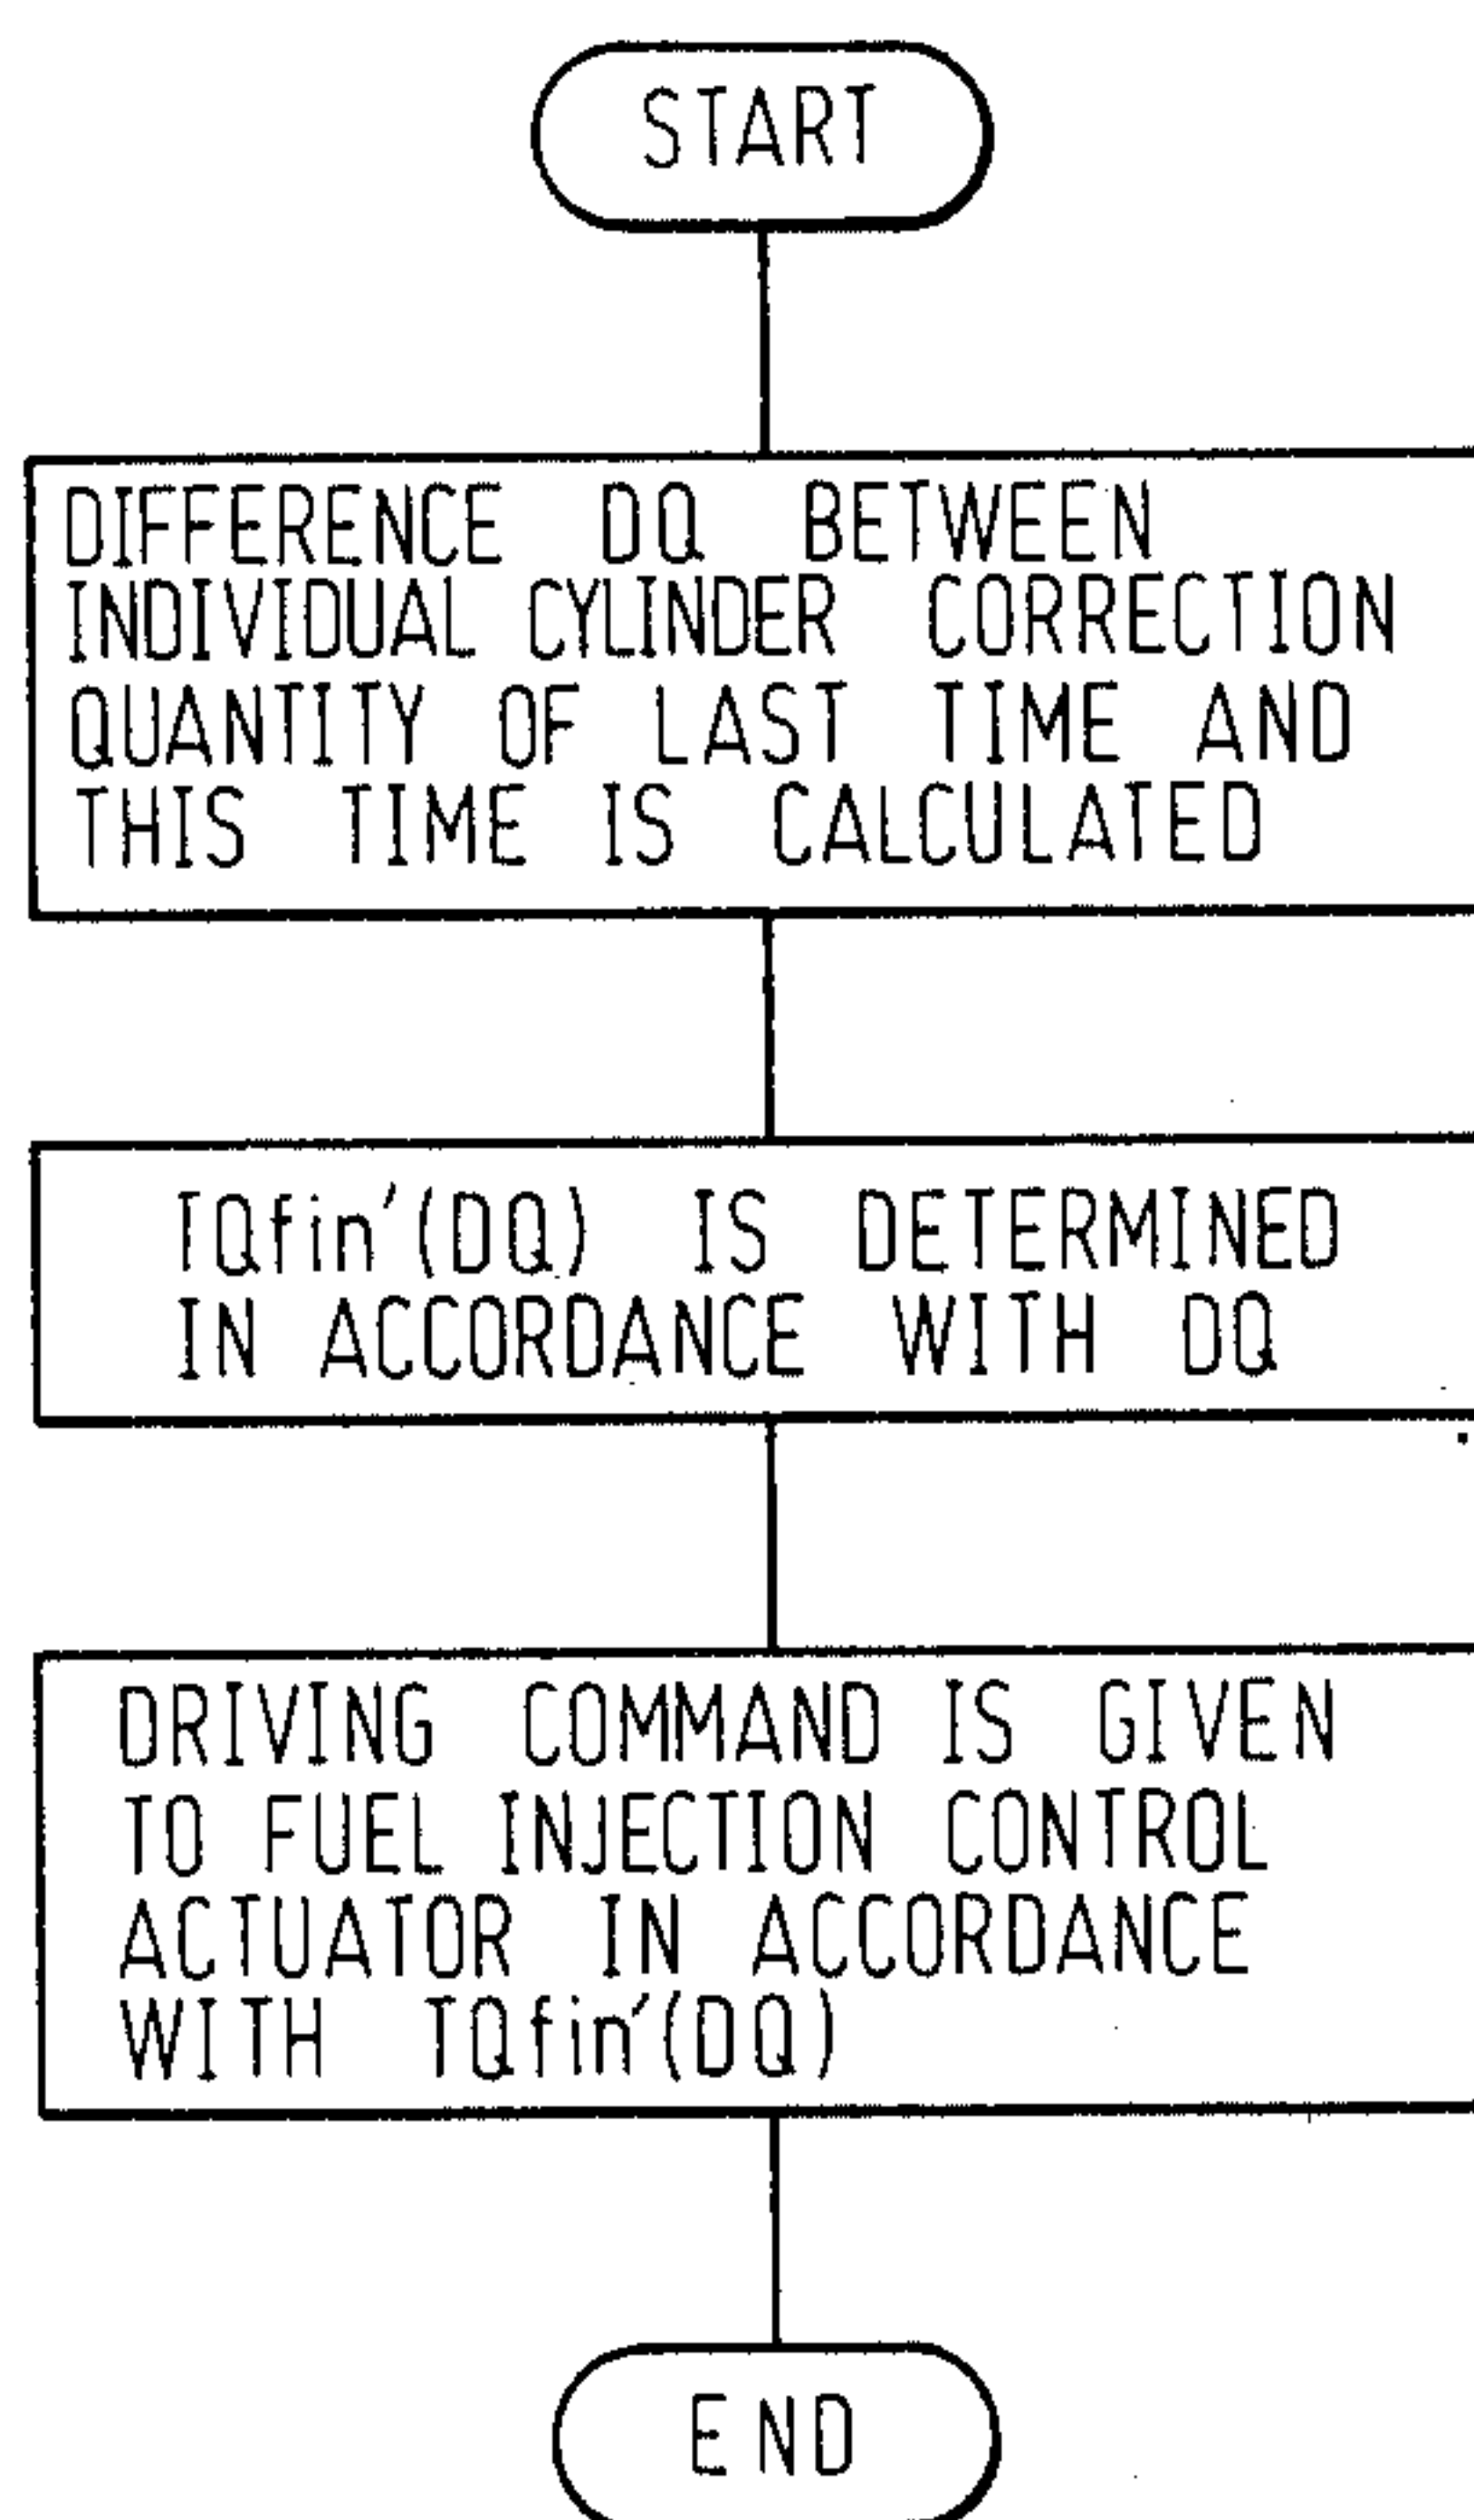 START
DIFFERENCE DQ BETWEEN
INDIVIDUAL CYLINDER CORRECTION
QUANTITY OF LAST TIME AND
THIS TIME IS CALCULATED
TQfin'(DQ) IS DETERMINED
IN ACCORDANCE WITH DQ
DRIVING COMMAND IS GIVEN
TO FUEL INJECTION CONTROL
ACTUATOR IN ACCORDANCE
WITH TQfin'(DQ)
END